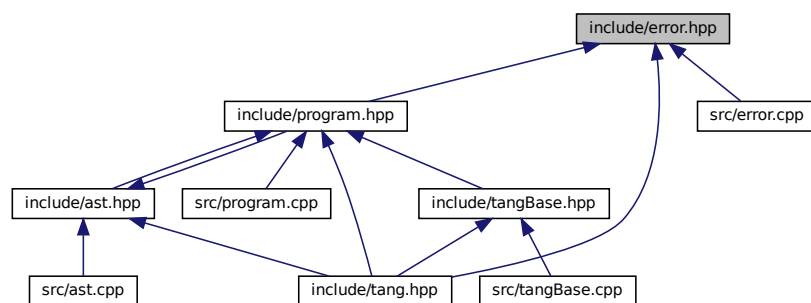 include/error.hpp
include/program.hpp
src/error.cpp
include/ast.hpp
src/program.cpp
include/tangBase.hpp
src/ast.cpp
include/tang.hpp
src/tangBase.cpp